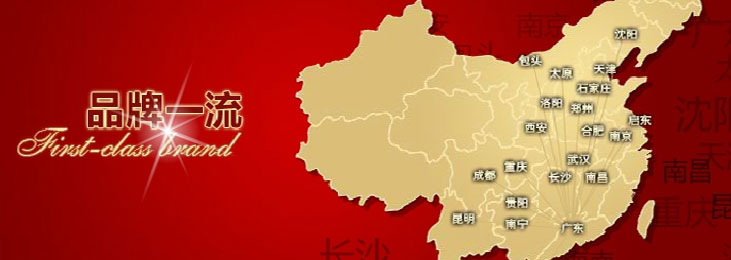 品牌一流
First-class brand
沈阳
包头
太原
天津
石家庄
洛阳
郑州
西安
合肥
启东
南京
武汉
成都
重庆
长沙
南昌
贵阳
昆明
南宁
广东
南京
包头
沈阳
南昌
重庆
长沙